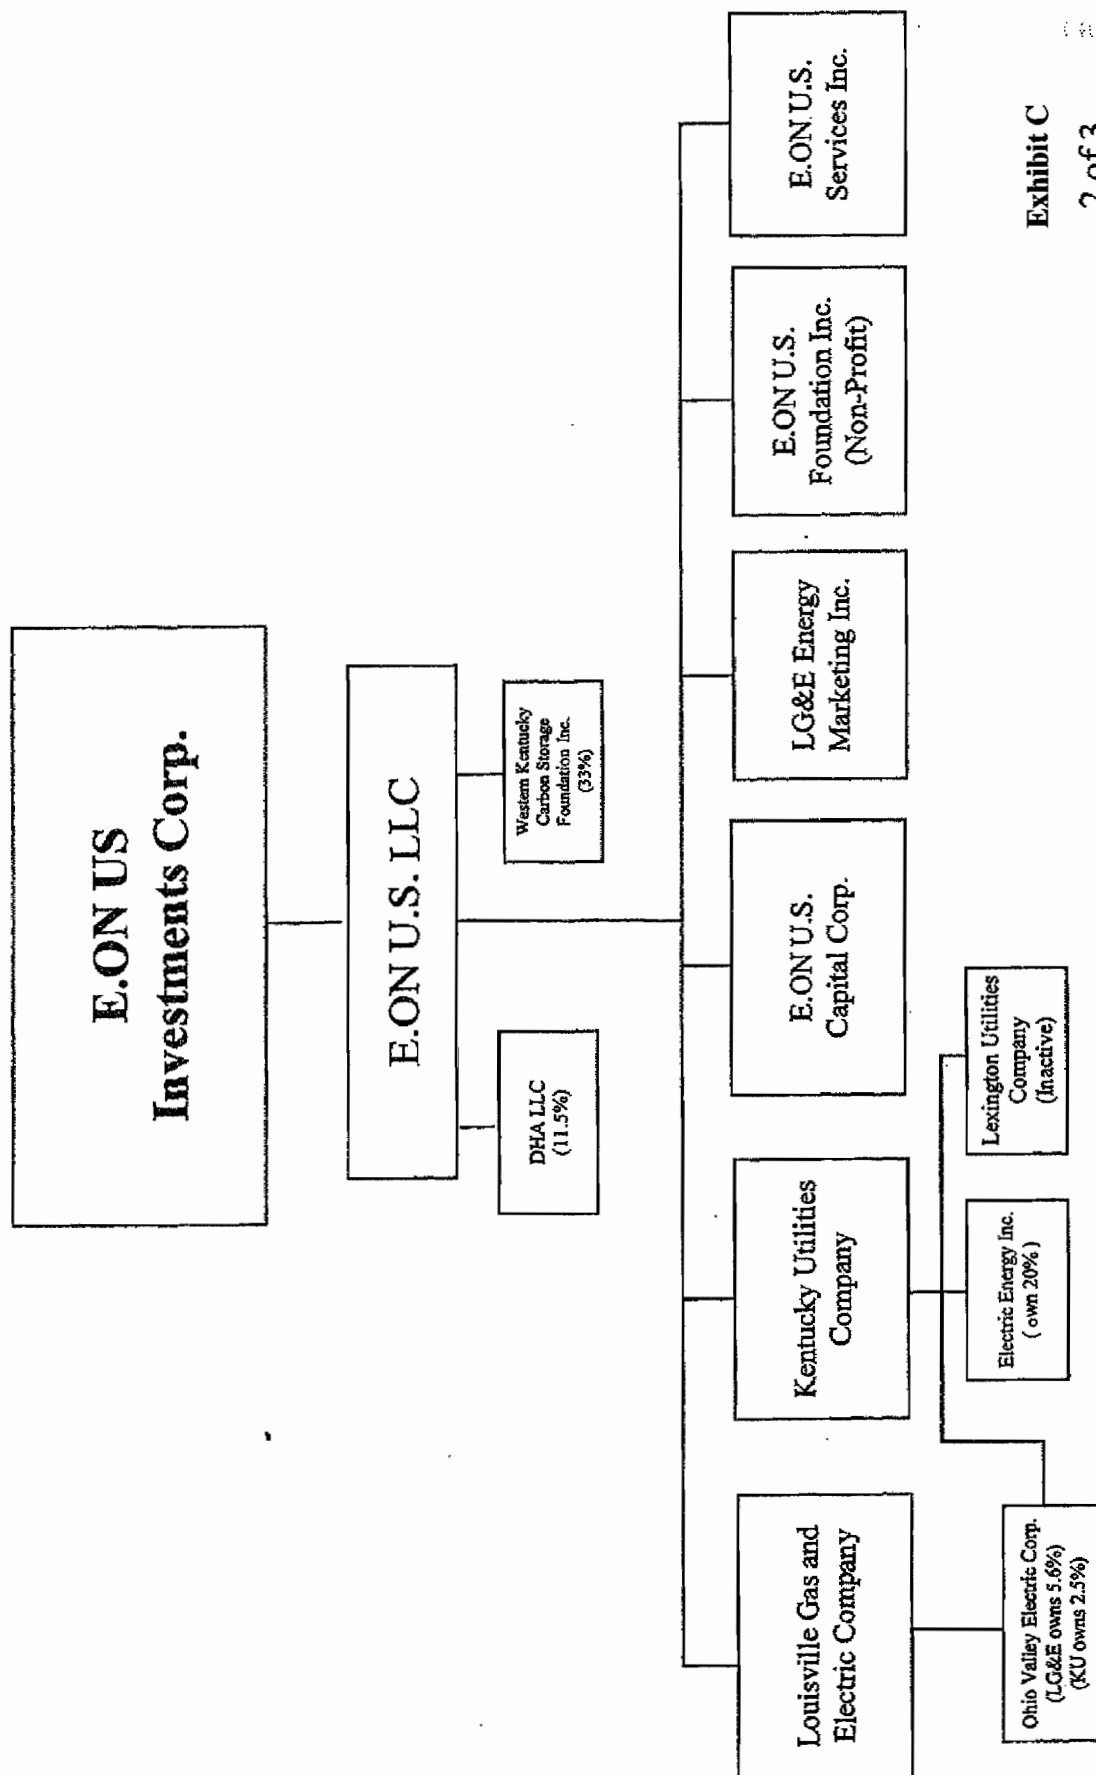 E.ON US
Investments Corp.
E.ON U.S. LLC
DHA LLC
(11.5%)
Western Kentucky
Carbon Storage
Foundation Inc.
(33%)
Louisville Gas and
Electric Company
Kentucky Utilities
Company
E.ON U.S.
Capital Corp.
LG&E Energy
Marketing Inc.
E.ON U.S.
Foundation Inc.
(Non-Profit)
E.ON U.S.
Services Inc.
Ohio Valley Electric Corp.
(LG&E owns 5.6%)
(KU owns 2.5%)
Electric Energy Inc.
( own 20%)
Lexington Utilities
Company
(Inactive)
Exhibit C
2 of 3